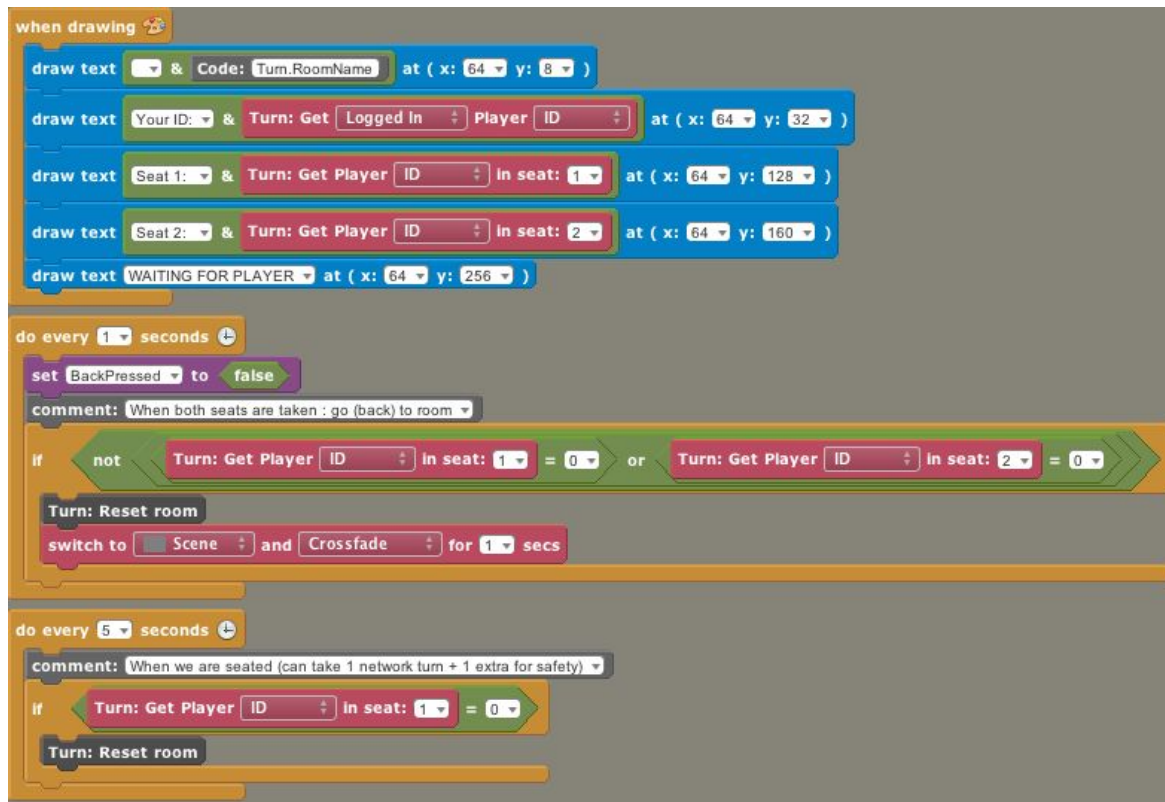 when drawing
draw text & Code: Turn.RoomName at ( x: 64 y: 8 )
draw text Your ID: & Turn: Get Logged In Player ID at ( x: 64 y: 32 )
draw text Seat 1: & Turn: Get Player ID in seat: 1 at ( x: 64 y: 128 )
draw text Seat 2: & Turn: Get Player ID in seat: 2 at ( x: 64 y: 160 )
draw text WAITING FOR PLAYER at ( x: 64 y: 256 )
do every 1 seconds
set BackPressed to false
comment: When both seats are taken : go (back) to room
if not Turn: Get Player ID in seat: 1 = 0 or Turn: Get Player ID in seat: 2 = 0
Turn: Reset room
switch to Scene and Crossfade for 1 secs
do every 5 seconds
comment: When we are seated (can take 1 network turn + 1 extra for safety)
if Turn: Get Player ID in seat: 1 = 0
Turn: Reset room